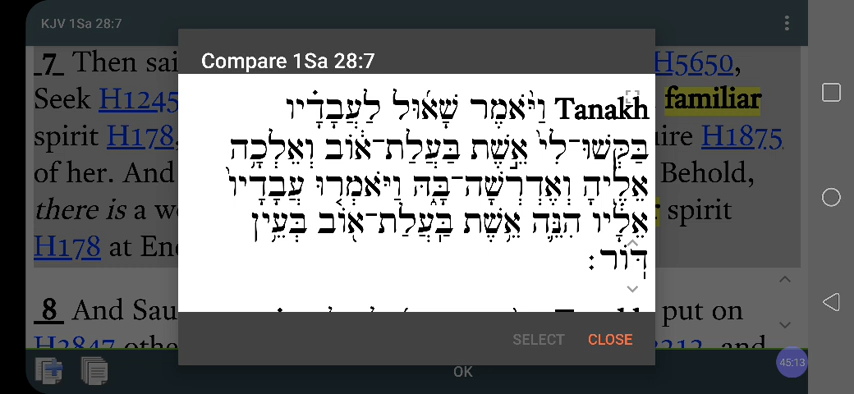 KJV 1Sa 28:7
Compare 1Sa 28:7
Tanakh וַיֹּ֨אמֶר שָׁא֜וּל לַעֲבָדָ֗יו
בַּקְּשׁוּ־לִי֙ אֵ֣שֶׁת בַּעֲלַת־א֔וֹב וְאֵלְכָ֥ה
אֵלֶ֖יהָ וְאֶדְרְשָׁה־בָּ֑הּ וַיֹּאמְר֤וּ עֲבָדָיו֙
אֵלָ֔יו הִנֵּ֛ה אֵ֥שֶׁת בַּֽעֲלַת־א֖וֹב בְּעֵ֥ין
דּֽוֹר׃
SELECT CLOSE
OK
7 Then sai H5650,
Seek H1245 familiar
spirit H178, ire H1875
of her. And Behold,
there is a w spirit
H178 at En
8 And Sau put on
H2847 othe and
45:13